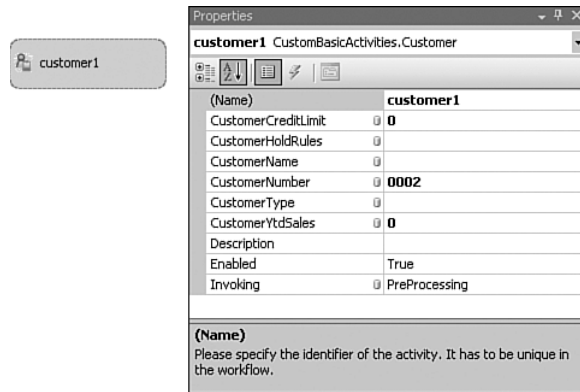 Properties
customer1
customer1 CustomBasicActivities.Customer
(Name) customer1
CustomerCreditLimit 0
CustomerHoldRules
CustomerName
CustomerNumber 0002
CustomerType
CustomerYtdSales 0
Description
Enabled True
Invoking PreProcessing
(Name)
Please specify the identifier of the activity. It has to be unique in
the workflow.